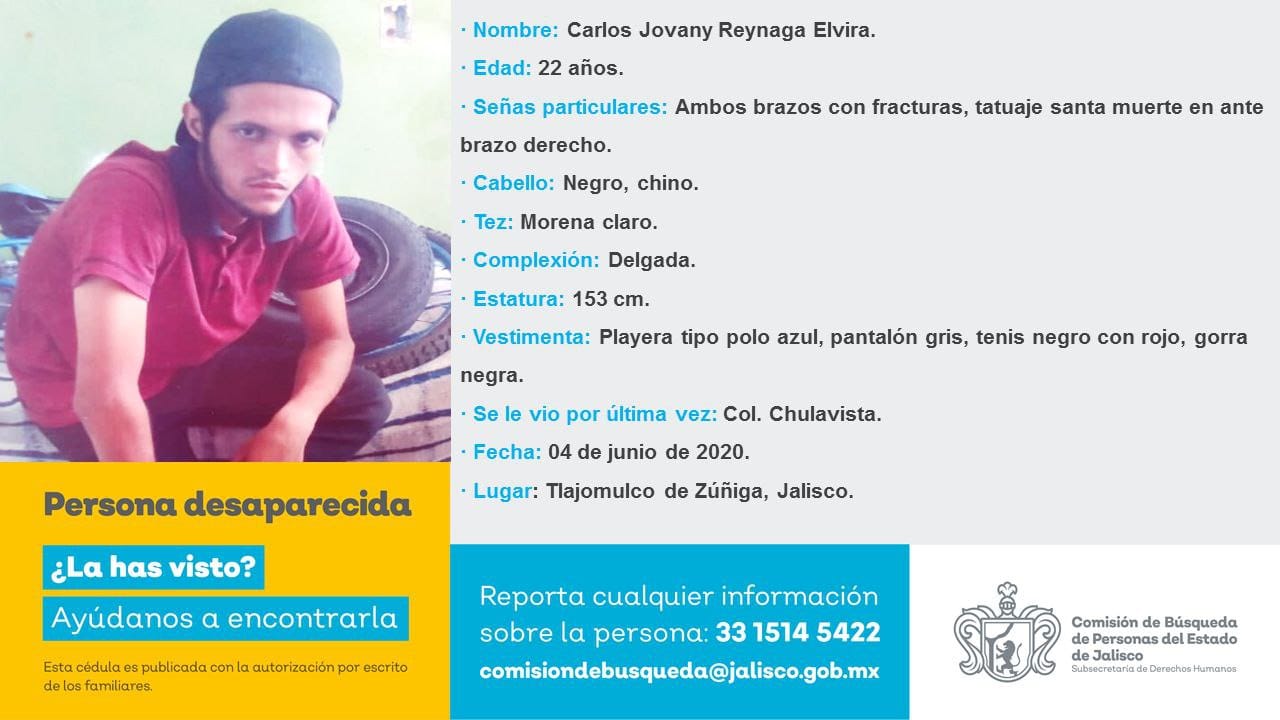 · Nombre: Carlos Jovany Reynaga Elvira.
· Edad: 22 años.
· Señas particulares: Ambos brazos con fracturas, tatuaje santa muerte en ante
brazo derecho.
· Cabello: Negro, chino.
· Tez: Morena claro.
· Complexión: Delgada.
· Estatura: 153 cm.
· Vestimenta: Playera tipo polo azul, pantalón gris, tenis negro con rojo, gorra
negra.
· Se le vio por última vez: Col. Chulavista.
· Fecha: 04 de junio de 2020.
· Lugar: Tlajomulco de Zúñiga, Jalisco.
Persona desaparecida
¿La has visto?
Ayúdanos a encontrarla
Esta cédula es publicada con la autorización por escrito
de los familiares.
Reporta cualquier información
sobre la persona: 33 1514 5422
comisiondebusqueda@jalisco.gob.mx
Comisión de Búsqueda
de Personas del Estado
de Jalisco
Subsecretaría de Derechos Humanos